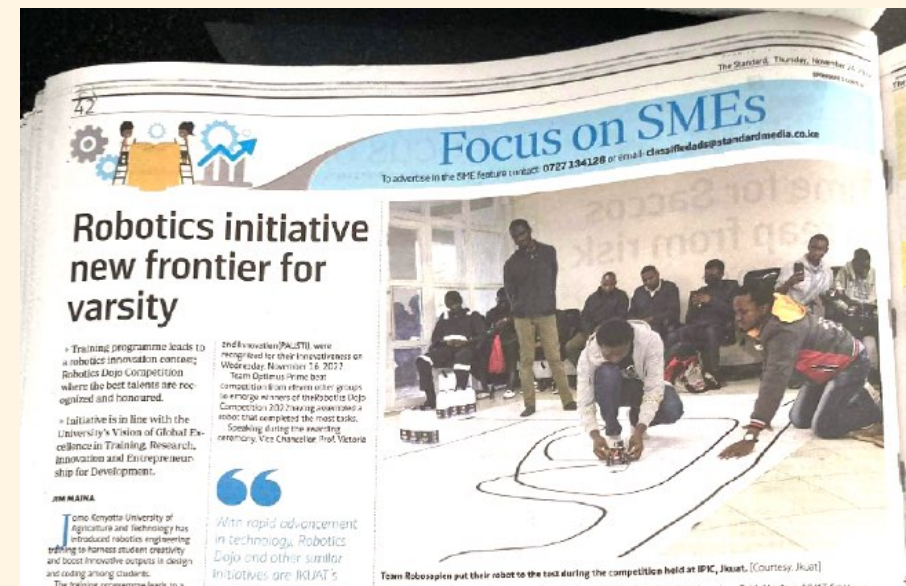 The Standard, Thursday, November 24,
42
Focus on SMEs
To advertise in the SME feature contact: 0727134128 or email: classifiedads@standardmedia.co.ke
Robotics initiative
new frontier for
varsity
» Training programme leads to
a robotics innovation contest;
Robotics Dojo Competition
where the best talents are rec-
ognized and honoured.
» Initiative is in line with the
University's Vision of Global Ex-
cellence in Training, Research,
Innovation and Entrepreneur-
ship for Development.
JIM MAINA
Jomo Kenyatta University of
Agriculture and Technology has
introduced robotics engineering
training to harness student creativity
and boost innovative outputs in design
and coding among students.
The training programme leads to a
and Innovation (PAUSTI), were
recognized for their innovativeness on
Wednesday, November 16, 2022.
Team Optimus Prime beat
competition from eleven other groups
to emerge winners of the Robotics Dojo
Competition 2022 having assembled a
robot that completed the most tasks.
Speaking during the awarding
ceremony, Vice Chancellor Prof. Victoria
With rapid advancement
in technology, Robotics
Dojo and other similar
initiatives are JKUAT's
Team Robosapien put their robot to the test during the competition held at IPIC, Jkuat. [Courtesy, Jkuat]